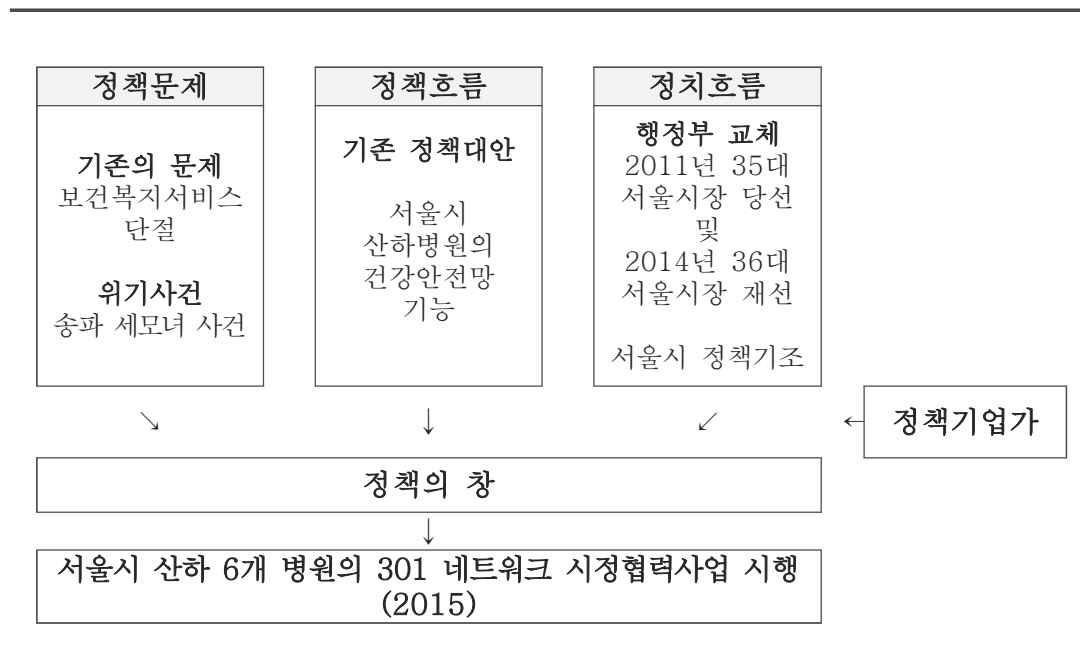 정책문제
기존의 문제
보건복지서비스
단절
위기사건
송파 세모녀 사건
정책흐름
기존 정책대안
서울시
산하병원의
건강안전망
기능
정치흐름
행정부 교체
2011년 35대
서울시장 당선
및
2014년 36대
서울시장 재선
서울시 정책기조
↘
↓
↙
←
정책기업가
정책의 창
↓
서울시 산하 6개 병원의 301 네트워크 시정협력사업 시행
(2015)